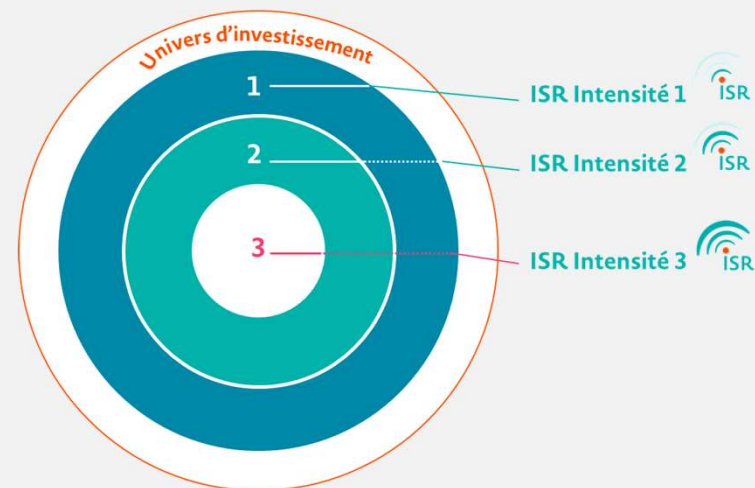 Univers d'investissement
1
ISR Intensité 1
ISR
2
ISR Intensité 2
ISR
3
ISR Intensité 3
ISR